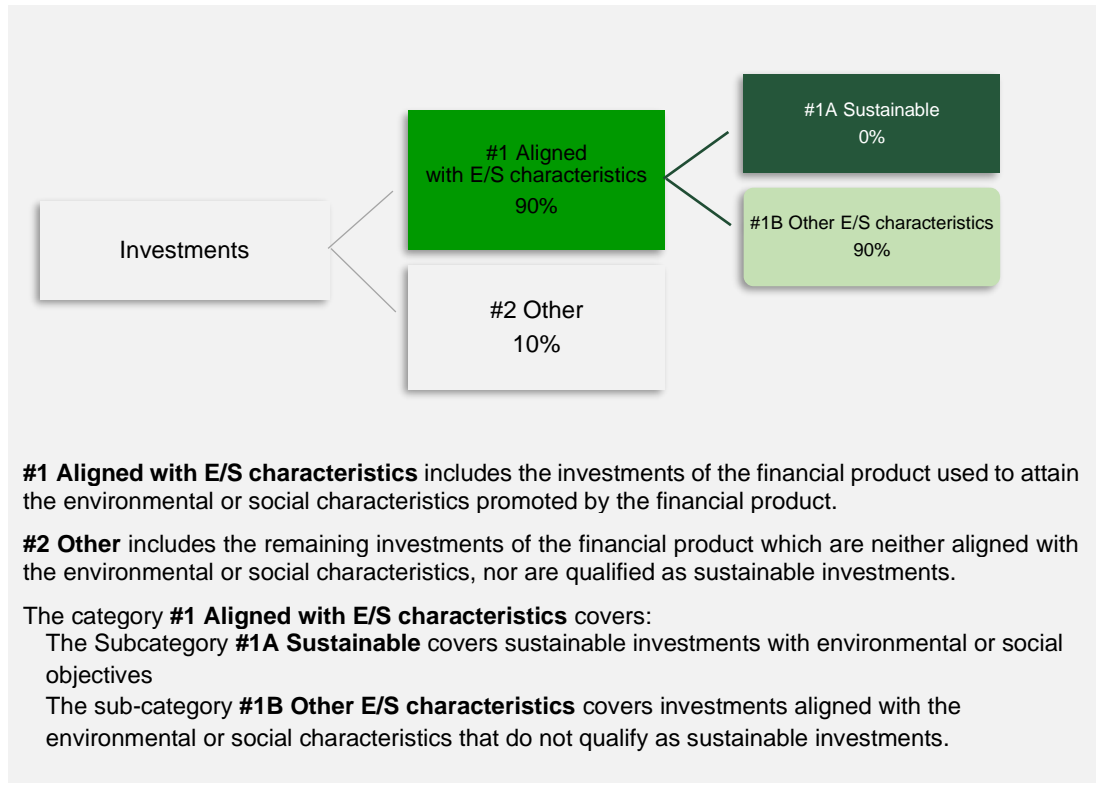 Investments
#1 Aligned
with E/S characteristics
90%
#2 Other
10%
#1A Sustainable
0%
#1B Other E/S characteristics
90%
#1 Aligned with E/S characteristics includes the investments of the financial product used to attain
the environmental or social characteristics promoted by the financial product.
#2 Other includes the remaining investments of the financial product which are neither aligned with
the environmental or social characteristics, nor are qualified as sustainable investments.
The category #1 Aligned with E/S characteristics covers:
The Subcategory #1A Sustainable covers sustainable investments with environmental or social
objectives
The sub-category #1B Other E/S characteristics covers investments aligned with the
environmental or social characteristics that do not qualify as sustainable investments.